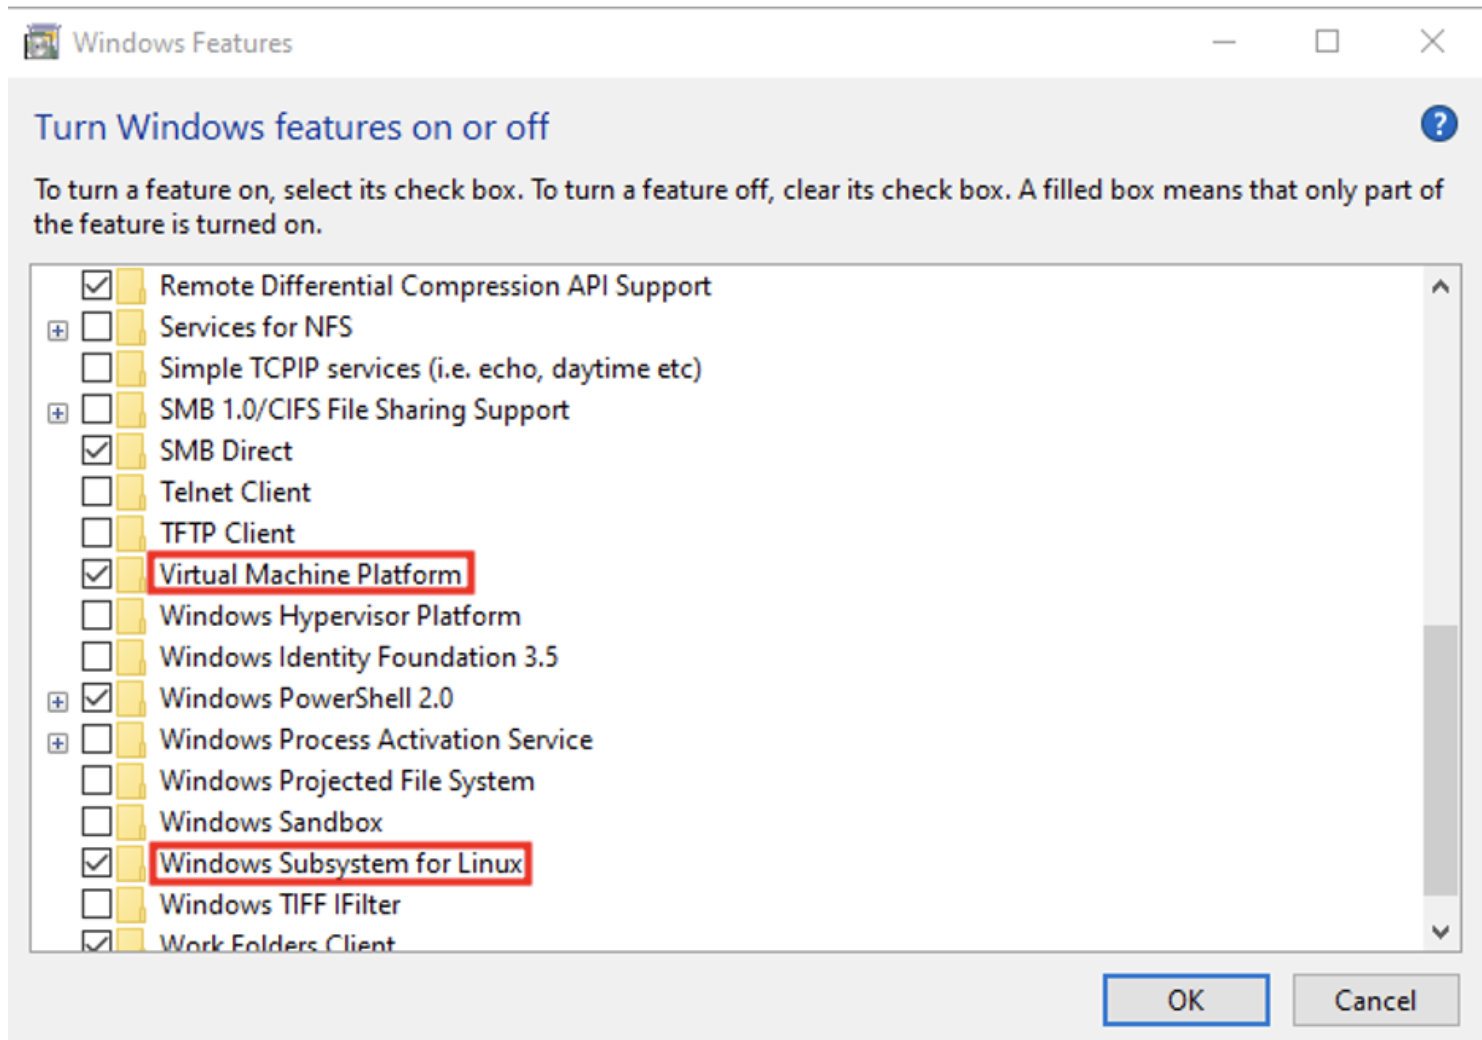 Windows Features
Turn Windows features on or off
To turn a feature on, select its check box. To turn a feature off, clear its check box. A filled box means that only part of
the feature is turned on.
Remote Differential Compression API Support
Services for NFS
Simple TCPIP services (i.e. echo, daytime etc)
SMB 1.0/CIFS File Sharing Support
SMB Direct
Telnet Client
TFTP Client
Virtual Machine Platform
Windows Hypervisor Platform
Windows Identity Foundation 3.5
Windows PowerShell 2.0
Windows Process Activation Service
Windows Projected File System
Windows Sandbox
Windows Subsystem for Linux
Windows TIFF IFilter
Work Folders Client
OK
Cancel